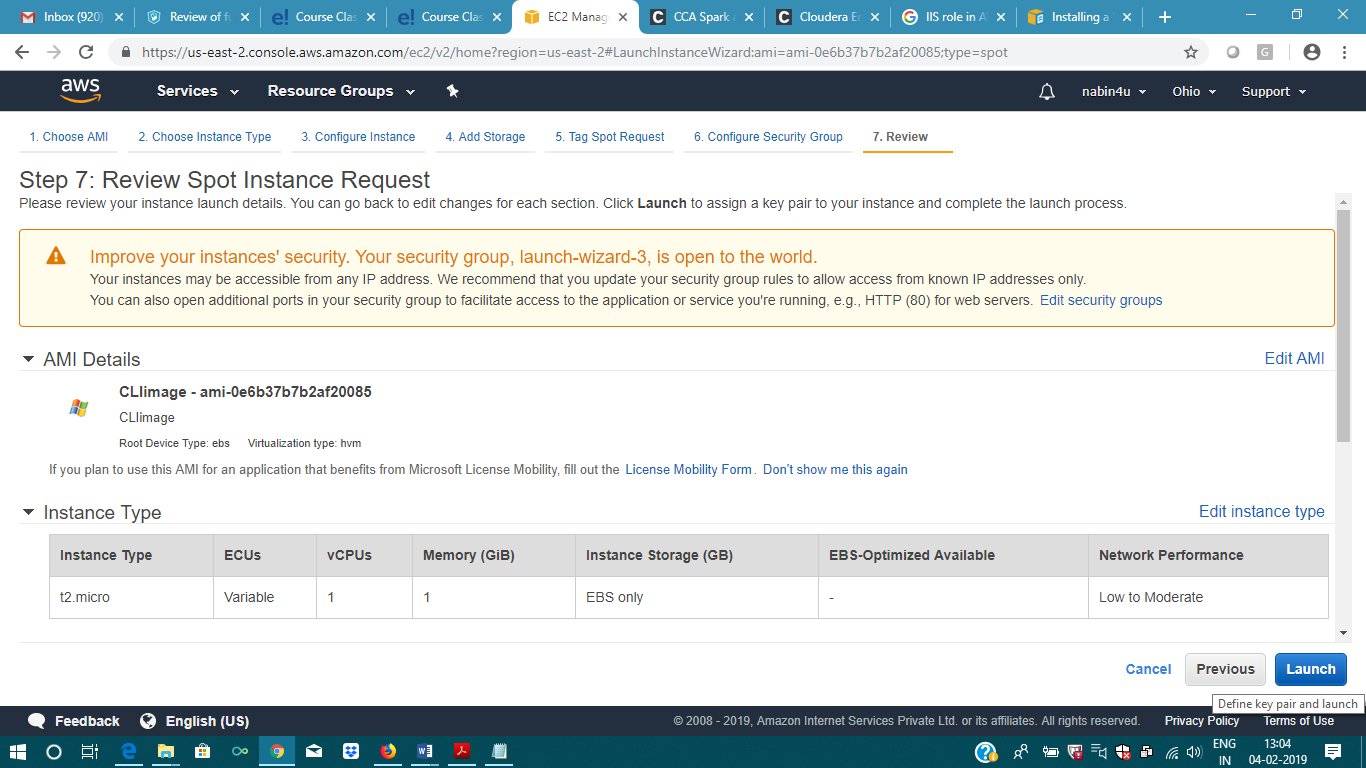 Inbox (920)
Review of fu
Course Clas
Course Clas
EC2 Manag
CCA Spark a
Cloudera En
IIS role in A
Installing a
https://us-east-2.console.aws.amazon.com/ec2/v2/home?region=us-east-2#LaunchInstanceWizard:ami=ami-0e6b37b7b2af20085;type=spot
aws Services Resource Groups nabin4u Ohio Support
1. Choose AMI 2. Choose Instance Type 3. Configure Instance 4. Add Storage 5. Tag Spot Request 6. Configure Security Group 7. Review
Step 7: Review Spot Instance Request
Please review your instance launch details. You can go back to edit changes for each section. Click Launch to assign a key pair to your instance and complete the launch process.
Improve your instances' security. Your security group, launch-wizard-3, is open to the world.
Your instances may be accessible from any IP address. We recommend that you update your security group rules to allow access from known IP addresses only.
You can also open additional ports in your security group to facilitate access to the application or service you're running, e.g., HTTP (80) for web servers. Edit security groups
AMI Details Edit AMI
CLIimage - ami-0e6b37b7b2af20085
CLIimage
Root Device Type: ebs Virtualization type: hvm
If you plan to use this AMI for an application that benefits from Microsoft License Mobility, fill out the License Mobility Form. Don't show me this again
Instance Type Edit instance type
Instance Type ECUs vCPUs Memory (GiB) Instance Storage (GB) EBS-Optimized Available Network Performance
t2.micro Variable 1 1 EBS only - Low to Moderate
Cancel Previous Launch
Define key pair and launch
Feedback English (US) © 2008 - 2019, Amazon Internet Services Private Ltd. or its affiliates. All rights reserved. Privacy Policy Terms of Use
ENG 13:04
IN 04-02-2019